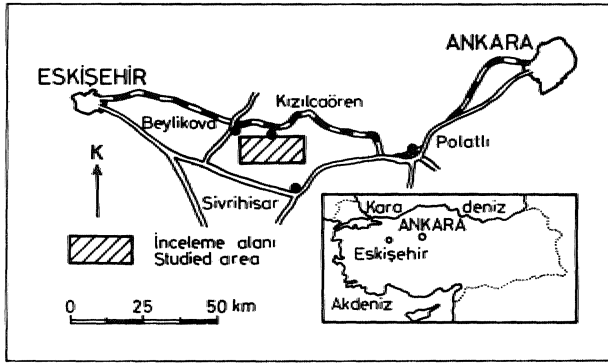 ANKARA
ESKİŞEHİR
Kızılcaören
Beylikova
Polatlı
K
Sivrihisar
İnceleme alanı
Studied area
0 25 50 km
Kara deniz
ANKARA
Eskişehir
Akdeniz